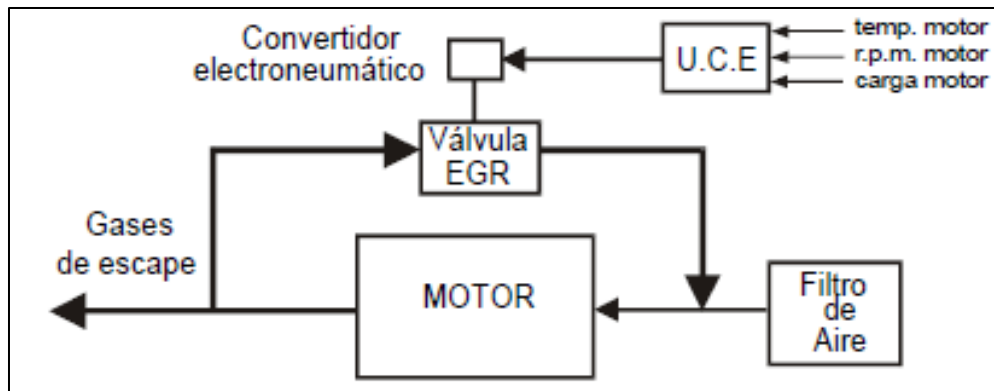 Convertidor
electroneumático
U.C.E
temp. motor
r.p.m. motor
carga motor
Válvula
EGR
Gases
de escape
MOTOR
Filtro
de
Aire